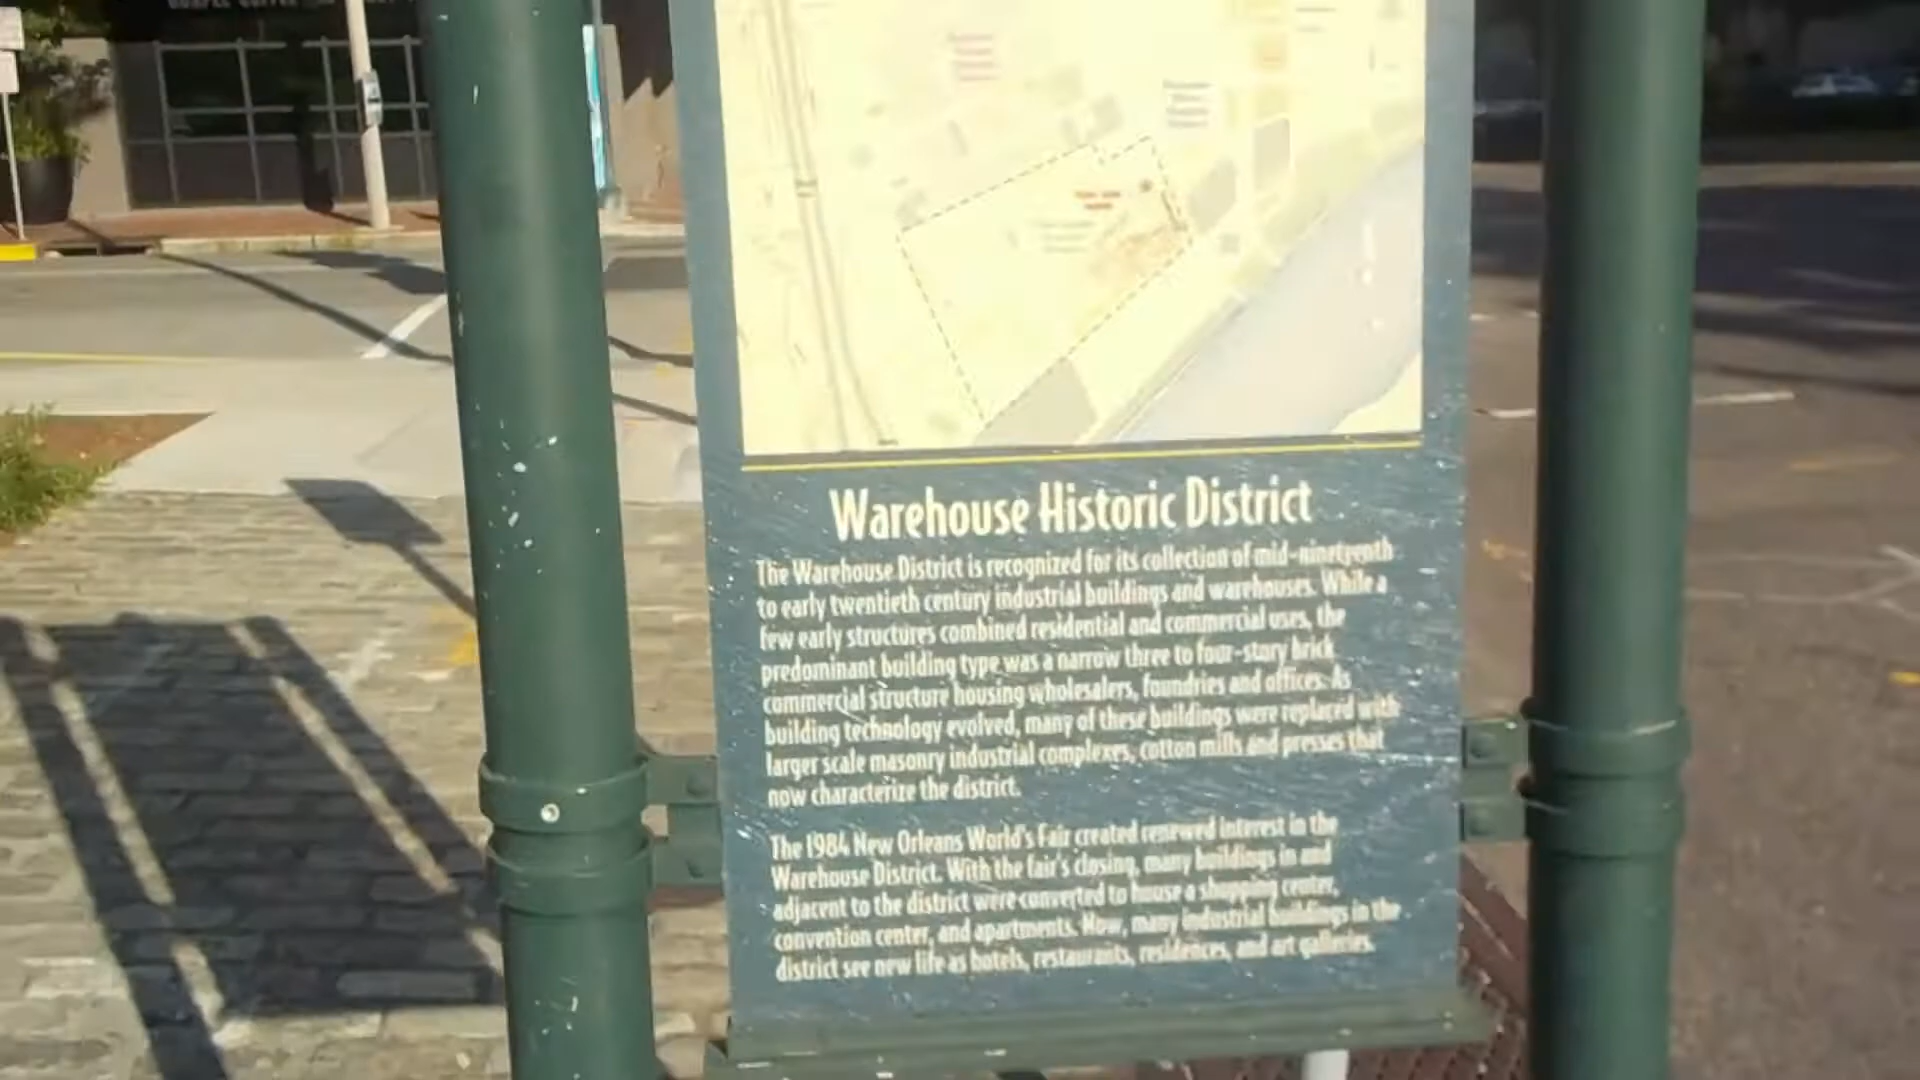 Warehouse Historic District
The Warehouse District is recognized for its collection of mid-nineteenth
to early twentieth century industrial buildings and warehouses. While a
few early structures combined residential and commercial uses, the
predominant building type was a narrow three to four-story brick
commercial structure housing wholesalers, foundries and offices. As
building technology evolved, many of these buildings were replaced with
larger scale masonry industrial complexes, cotton mills and presses that
now characterize the district.
The 1984 New Orleans World's Fair created renewed interest in the
Warehouse District. With the fair's closing, many buildings in and
adjacent to the district were converted to house a shopping center,
convention center, and apartments. Now, many industrial buildings in the
district see new life as hotels, restaurants, residences, and art galleries.